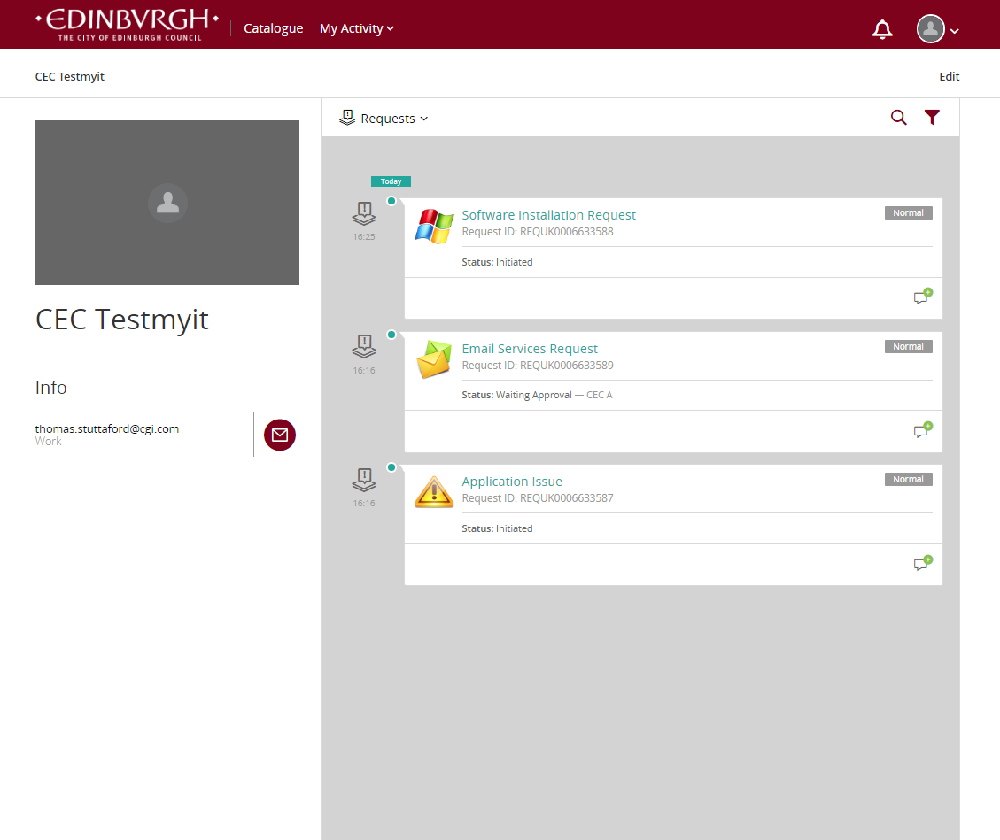 EDINBVRGH
THE CITY OF EDINBURGH COUNCIL
Catalogue My Activity
CEC Testmyit
Edit
CEC Testmyit
Info
thomas.stuttaford@cgi.com
Work
Requests
Today
16:25
Software Installation Request
Normal
Request ID: REQUK0006633588
Status: Initiated
16:16
Email Services Request
Normal
Request ID: REQUK0006633589
Status: Waiting Approval — CEC A
16:16
Application Issue
Normal
Request ID: REQUK0006633587
Status: Initiated